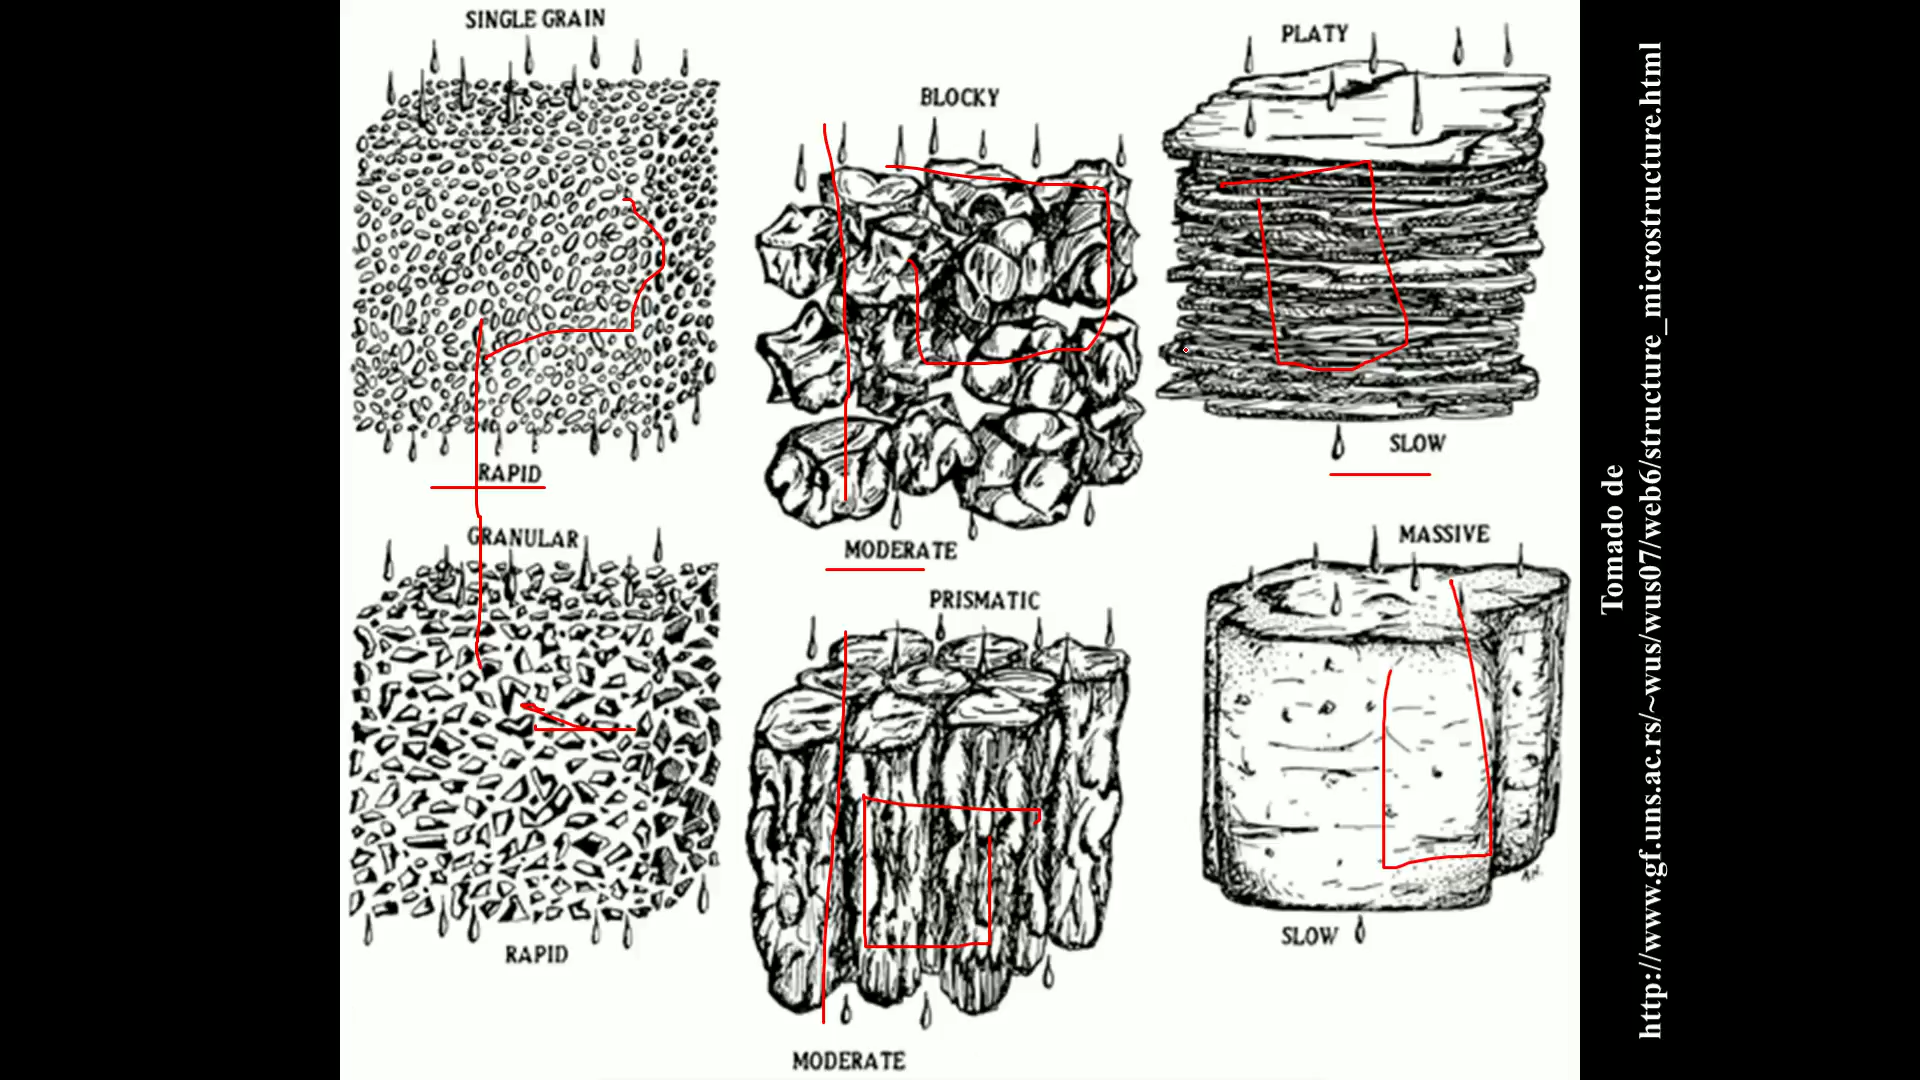 SINGLE GRAIN
RAPID
GRANULAR
RAPID
BLOCKY
MODERATE
PRISMATIC
MODERATE
PLATY
SLOW
MASSIVE
SLOW
Tomado de
http://www.gf.uns.ac.rs/~wus/wus07/web6/structure_microstructure.html